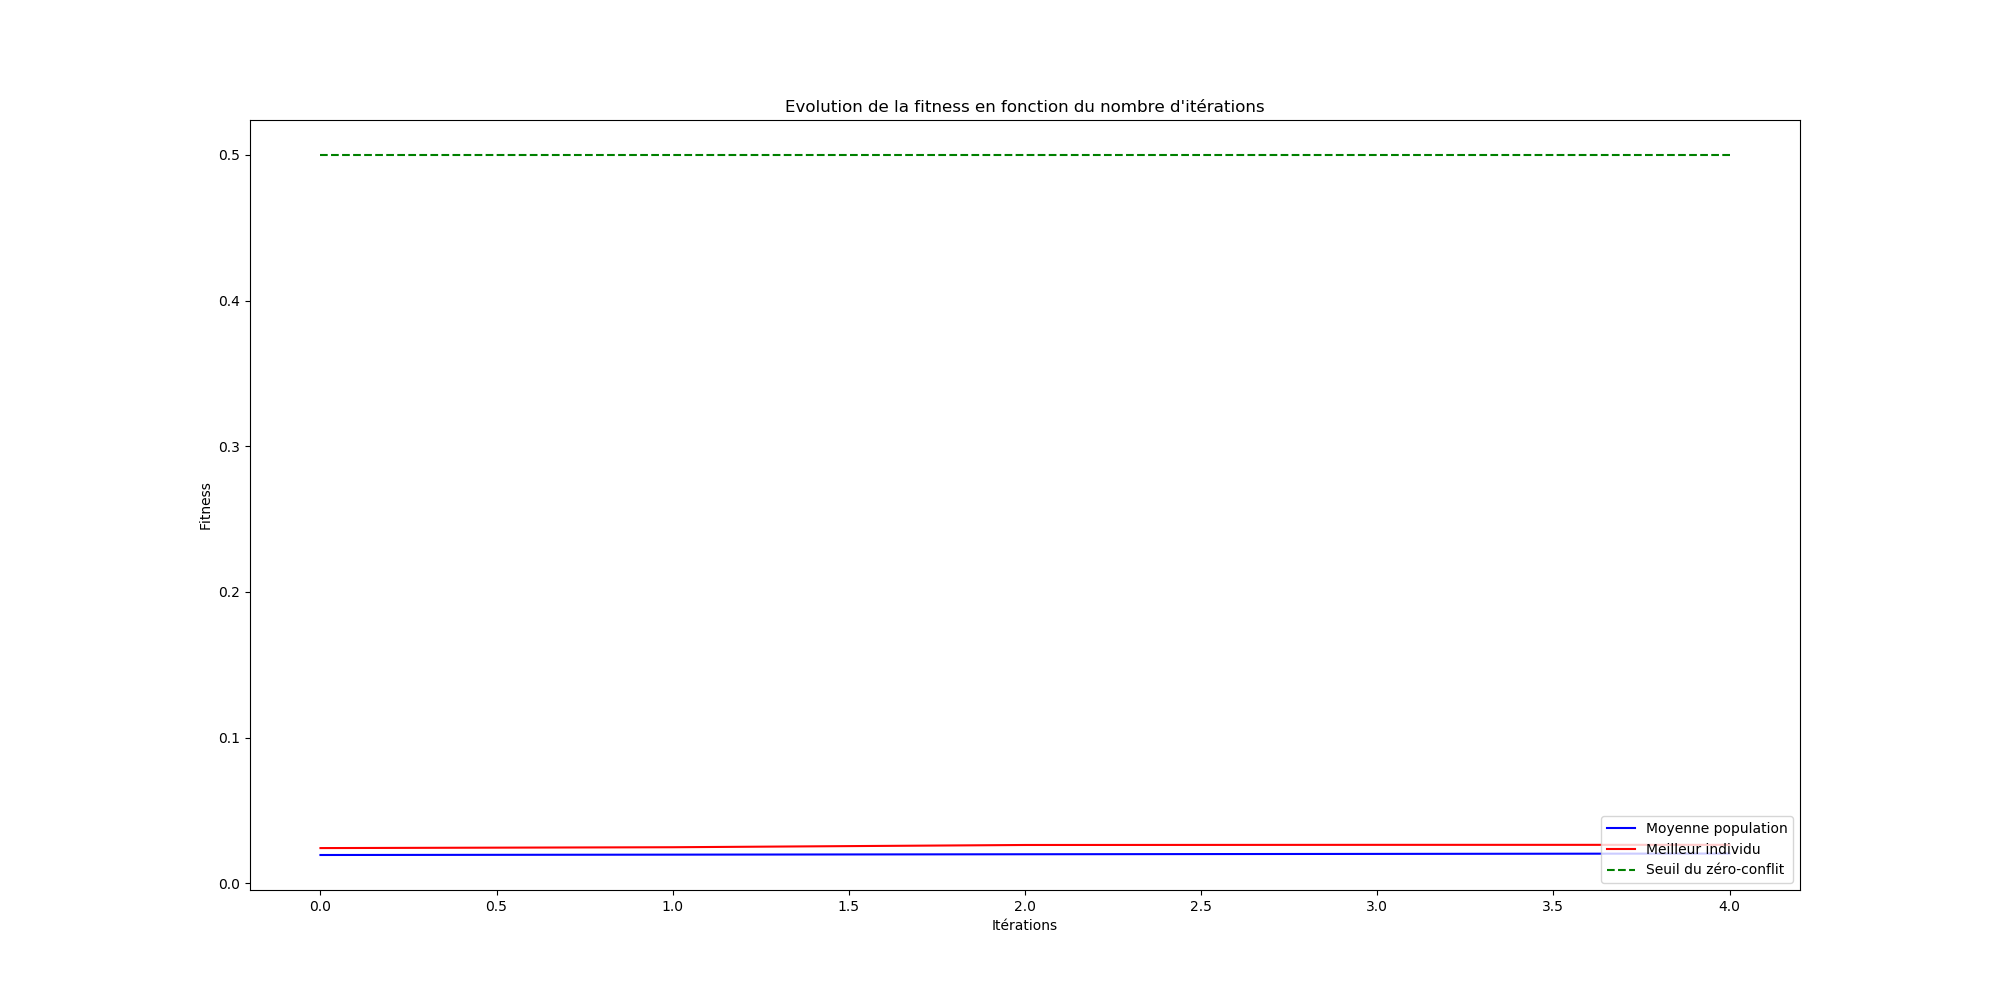 Evolution de la fitness en fonction du nombre d'itérations
0.5
0.4
0.3
0.2
0.1
0.0
Fitness
0.0 0.5 1.0 1.5 2.0 2.5 3.0 3.5 4.0
Itérations
Moyenne population
Meilleur individu
Seuil du zéro-conflit